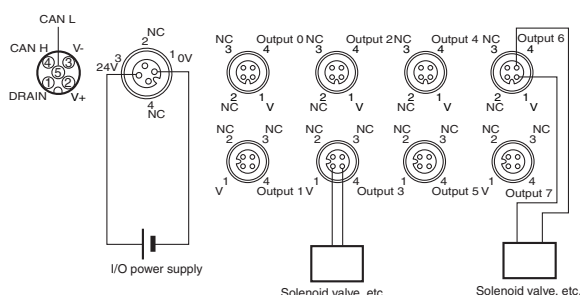 CAN L
CAN H
V-
4
3
5
1
2
DRAIN
V+
NC
2
3
24V
1
0V
4
NC
NC
3
4
Output 0
NC
3
4
Output 2
NC
3
4
Output 4
NC
3
4
Output 6
2
NC
1
V
2
NC
1
V
2
NC
1
V
2
NC
1
V
NC
2
NC
3
NC
2
NC
3
NC
2
NC
3
NC
2
NC
3
1
V
4
Output 1
1
V
4
Output 3
1
V
4
Output 5
1
V
4
Output 7
I/O power supply
Solenoid valve, etc.
Solenoid valve, etc.